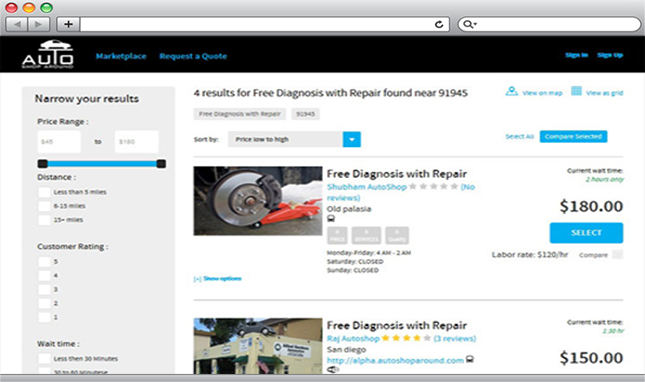 AUTO
SHOP AROUND
Marketplace Request a Quote
Sign In Sign Up
Narrow your results
Price Range :
$45 to $180
Distance :
Less than 5 miles
6-15 miles
15+ miles
Customer Rating :
5
4
3
2
1
Wait time :
Less then 30 Minutes
30 to 60 Minutese
4 results for Free Diagnosis with Repair found near 91945
View on map View as grid
Free Diagnosis with Repair 91945
Sort by: Price low to high
Select All Compare Selected
Free Diagnosis with Repair
Shubham AutoShop (No reviews)
Old palasia
PRICE SERVICES
Monday-Friday: 4 AM - 2 AM
Saturday: CLOSED
Sunday: CLOSED
[+] Show options
Current wait time:
2 hours only
$180.00
SELECT
Labor rate: $120/hr Compare
Free Diagnosis with Repair
Raj Autoshop (3 reviews)
San diego
http://alpha.autoshoparound.com
Current wait time:
1:30 hr
$150.00